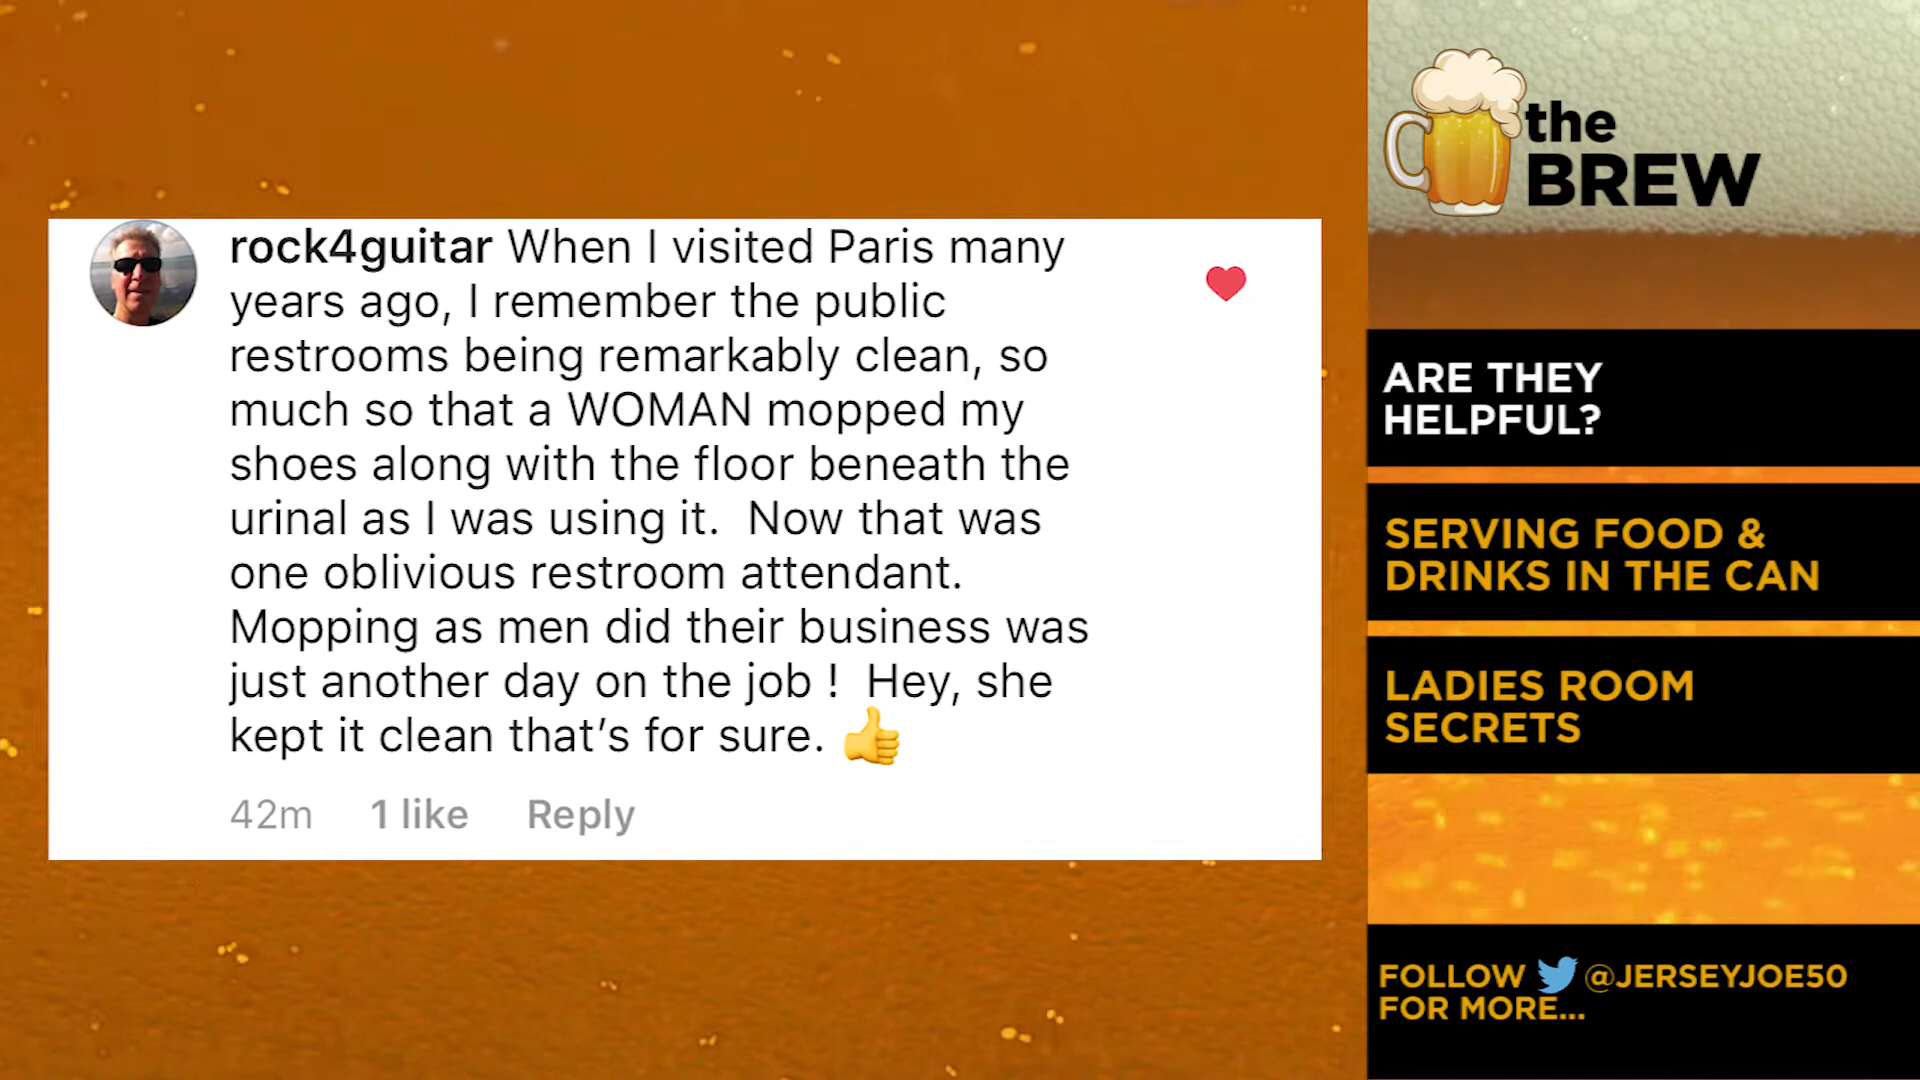 rock4guitar When I visited Paris many
years ago, I remember the public
restrooms being remarkably clean, so
much so that a WOMAN mopped my
shoes along with the floor beneath the
urinal as I was using it.  Now that was
one oblivious restroom attendant.
Mopping as men did their business was
just another day on the job !  Hey, she
kept it clean that’s for sure. 👍
42m 1 like Reply
the
BREW
ARE THEY
HELPFUL?
SERVING FOOD &
DRINKS IN THE CAN
LADIES ROOM
SECRETS
FOLLOW @JERSEYJOE50
FOR MORE...